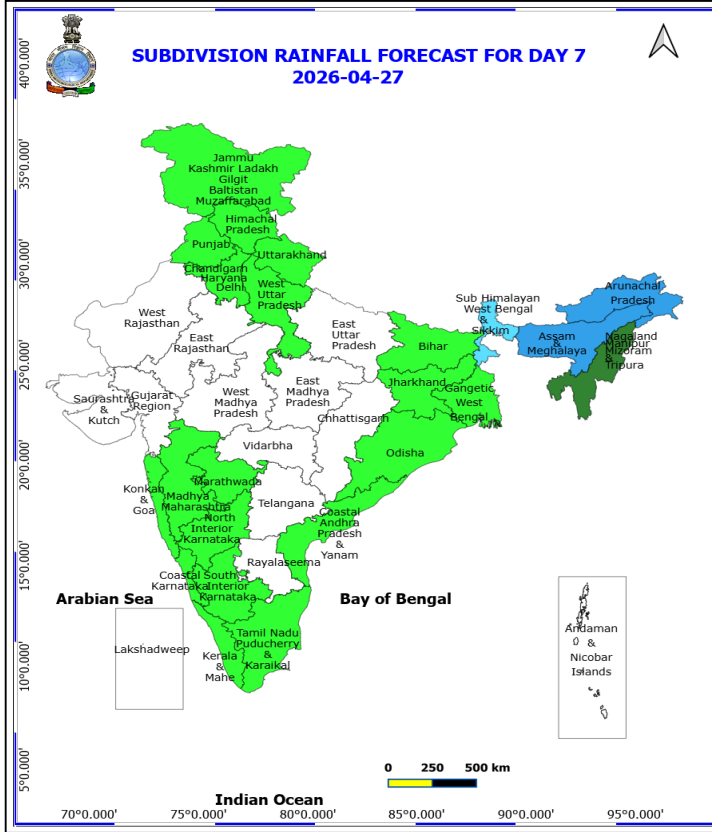 SUBDIVISION RAINFALL FORECAST FOR DAY 7
2026-04-27
40°0.000'
35°0.000'
30°0.000'
25°0.000'
20°0.000'
15°0.000'
10°0.000'
5°0.000'
Jammu
Kashmir Ladakh
Gilgit
Baltistan
Muzaffarabad
Himachal
Pradesh
Punjab
Uttarakhand
Chandigarh
Haryana
Delhi
West
Uttar
Pradesh
West
Rajasthan
East
Rajasthan
East
Uttar
Pradesh
Sub Himalayan
West Bengal
&
Sikkim
Arunachal
Pradesh
Assam
&
Meghalaya
Nagaland
Manipur
Mizoram
&
Tripura
Bihar
Jharkhand
Gangetic
West
Bengal
Saurashtra
&
Kutch
Gujarat
Region
West
Madhya
Pradesh
East
Madhya
Pradesh
Chhattisgarh
Odisha
Vidarbha
Konkan
&
Goa
Marathwada
Madhya
Maharashtra
North
Interior
Karnataka
Telangana
Coastal
Andhra
Pradesh
&
Yanam
Rayalaseema
Coastal
Karnataka
South
Interior
Karnataka
Arabian Sea
Bay of Bengal
Lakshadweep
Kerala
&
Mahe
Tamil Nadu
Puducherry
&
Karaikal
Andaman
&
Nicobar
Islands
0 250 500 km
Indian Ocean
70°0.000' 75°0.000' 80°0.000' 85°0.000' 90°0.000' 95°0.000'